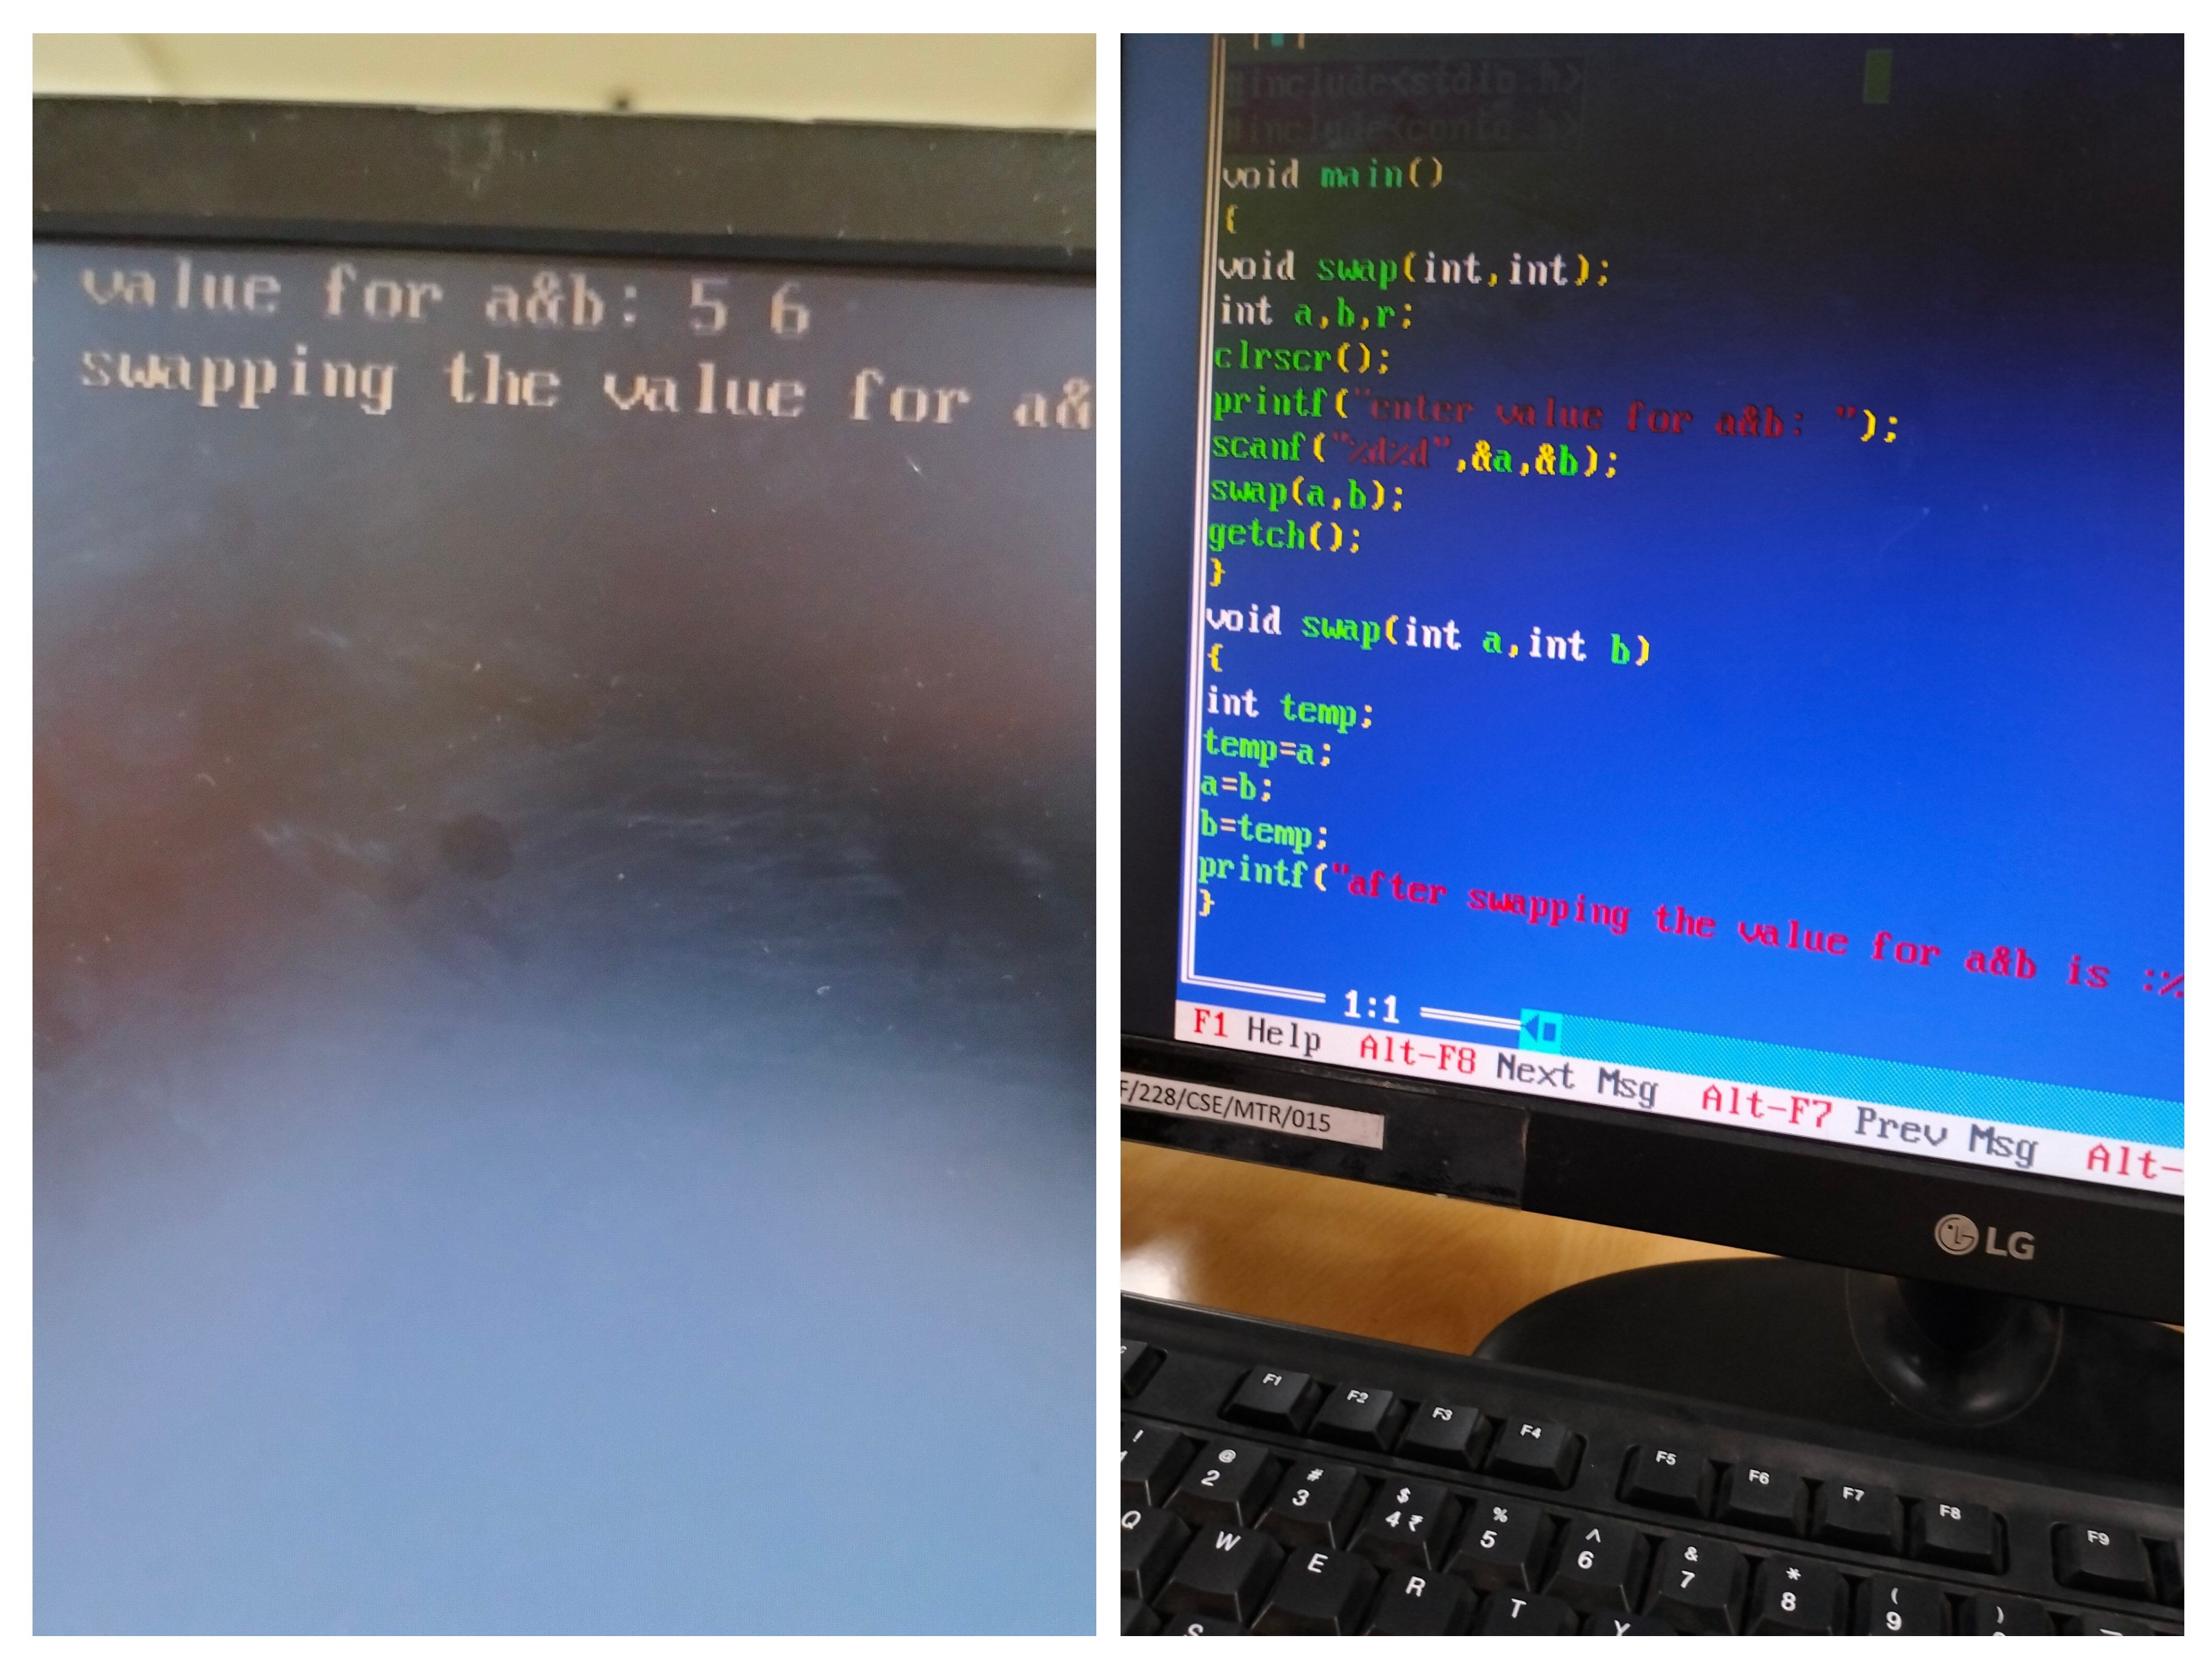 value for a&b: 5 6
swapping the value for a&
#include<stdio.h>
#include<conio.h>
void main()
{
void swap(int,int);
int a,b,r;
clrscr();
printf("enter value for a&b: ");
scanf("%d%d",&a,&b);
swap(a,b);
getch();
}
void swap(int a,int b)
{
int temp;
temp=a;
a=b;
b=temp;
printf("after swapping the value for a&b is ::%
}
1:1
F1 Help Alt-F8 Next Msg Alt-F7 Prev Msg Alt-
F/228/CSE/MTR/015
LG
F1 F2 F3 F4 F5 F6 F7 F8 F9
! @ # $ % ^ & * ( )
2 3 4 ₹ 5 6 7 8 9
Q W E R T Y
S